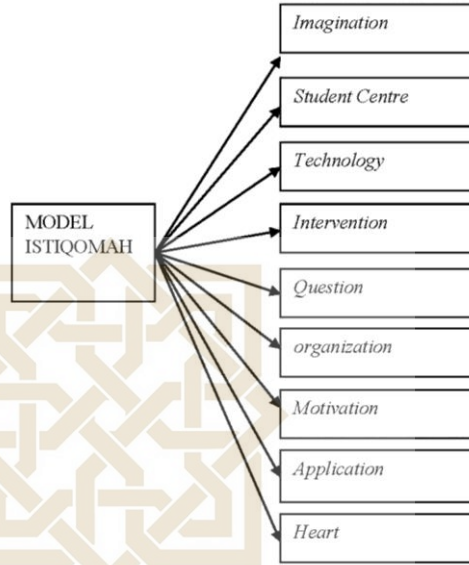 Imagination
Student Centre
Technology
MODEL
ISTIQOMAH
Intervention
Question
organization
Motivation
Application
Heart